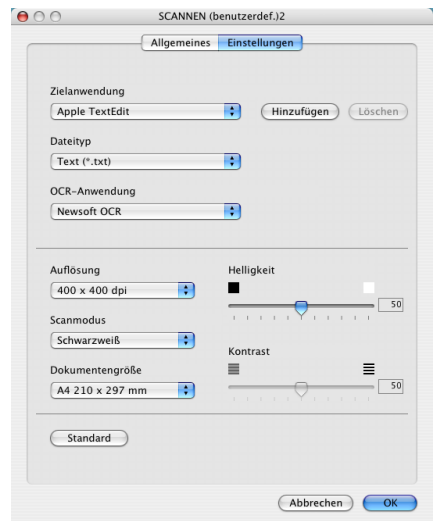 SCANNEN (benutzerdef.)2
Allgemeines Einstellungen
Zielanwendung
Apple TextEdit Hinzufügen Löschen
Dateityp
Text (*.txt)
OCR-Anwendung
Newsoft OCR
Auflösung Helligkeit
400 x 400 dpi
50
Scanmodus
Schwarzweiß
Kontrast
Dokumentengröße
A4 210 x 297 mm 50
Standard
Abbrechen OK